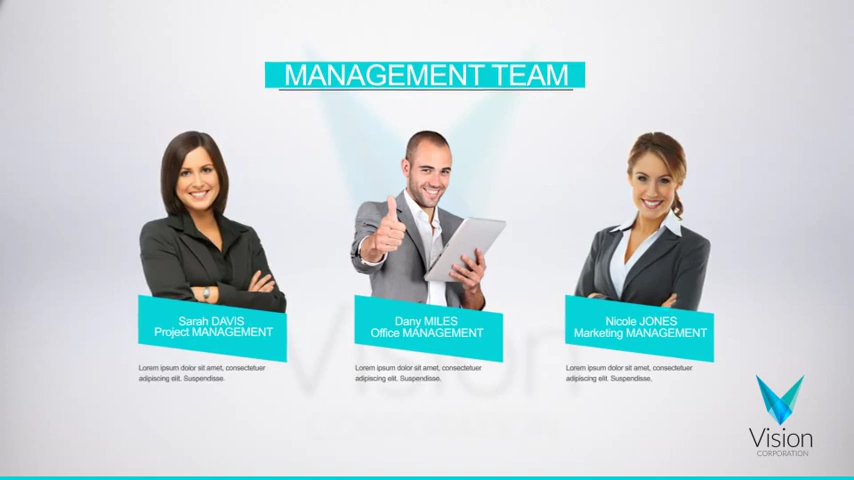 MANAGEMENT TEAM
Sarah DAVIS
Project MANAGEMENT
Lorem ipsum dolor sit amet, consectetuer
adipiscing elit. Suspendisse.
Dany MILES
Office MANAGEMENT
Lorem ipsum dolor sit amet, consectetuer
adipiscing elit. Suspendisse.
Nicole JONES
Marketing MANAGEMENT
Lorem ipsum dolor sit amet, consectetuer
adipiscing elit. Suspendisse.
Vision
Vision
CORPORATION